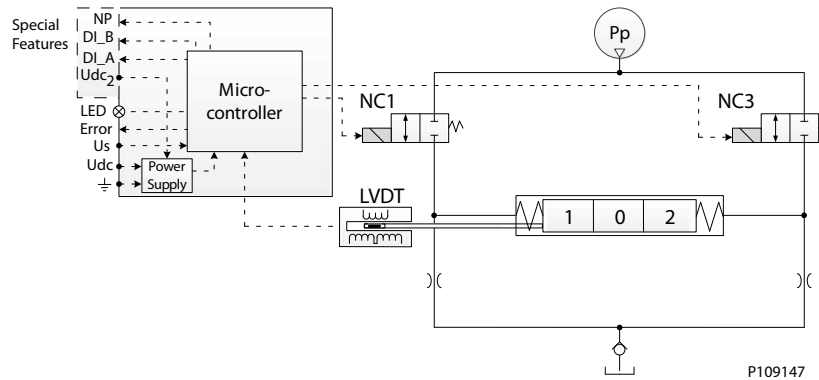 Special
Features
NP
DI_B
DI_A
Udc2
LED
Error
Us
Udc
Micro-
controller
Power
Supply
Pp
NC1
NC3
LVDT
1 0 2
P109147